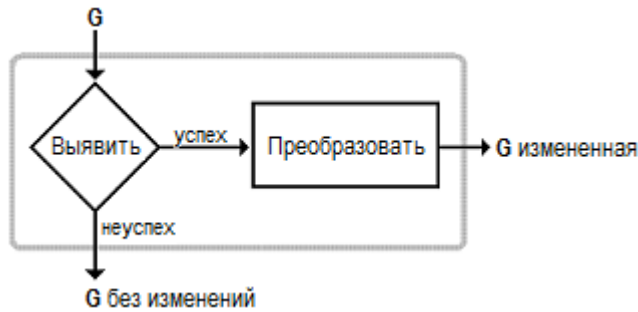 G
Выявить
успех
Преобразовать
G измененная
неуспех
G без изменений